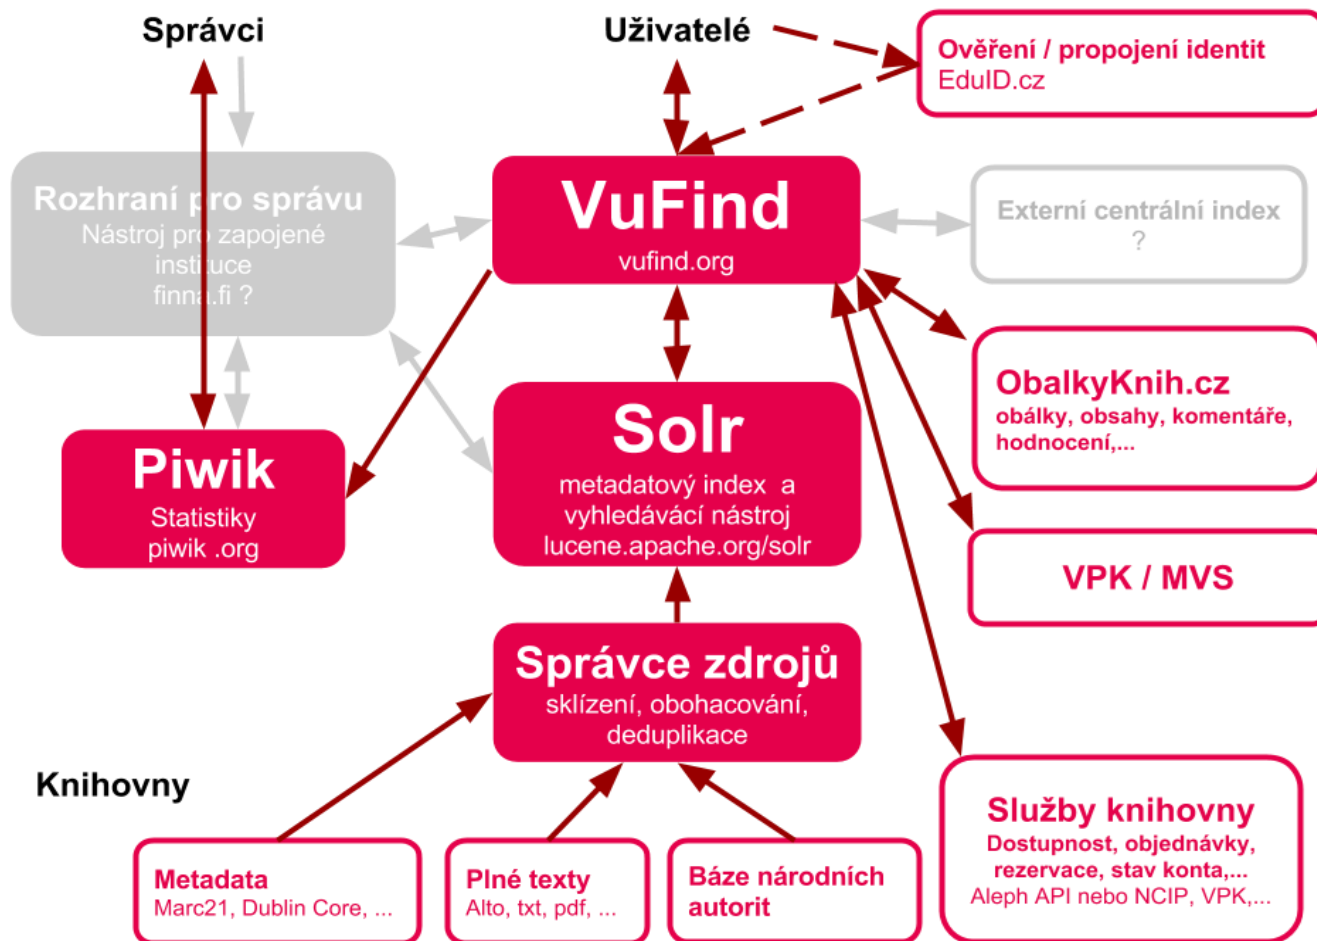 Správci
Uživatelé
Ověření / propojení identit
EduID.cz
Rozhraní pro správu
Nástroj pro zapojené
instituce
finna.fi ?
VuFind
vufind.org
Externí centrální index
?
ObalkyKnih.cz
obálky, obsahy, komentáře,
hodnocení,...
Piwik
Statistiky
piwik .org
Solr
metadatový index a
vyhledávácí nástroj
lucene.apache.org/solr
VPK / MVS
Správce zdrojů
sklízení, obohacování,
deduplikace
Knihovny
Služby knihovny
Dostupnost, objednávky,
rezervace, stav konta,...
Aleph API nebo NCIP, VPK,...
Metadata
Marc21, Dublin Core, ...
Plné texty
Alto, txt, pdf, ...
Báze národních
autorit